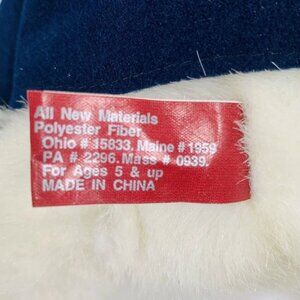 All New Materials
Polyester Fiber
Ohio # 15833. Maine # 1959
PA # 2296. Mass # 0939.
For Ages 5 & up
MADE IN CHINA